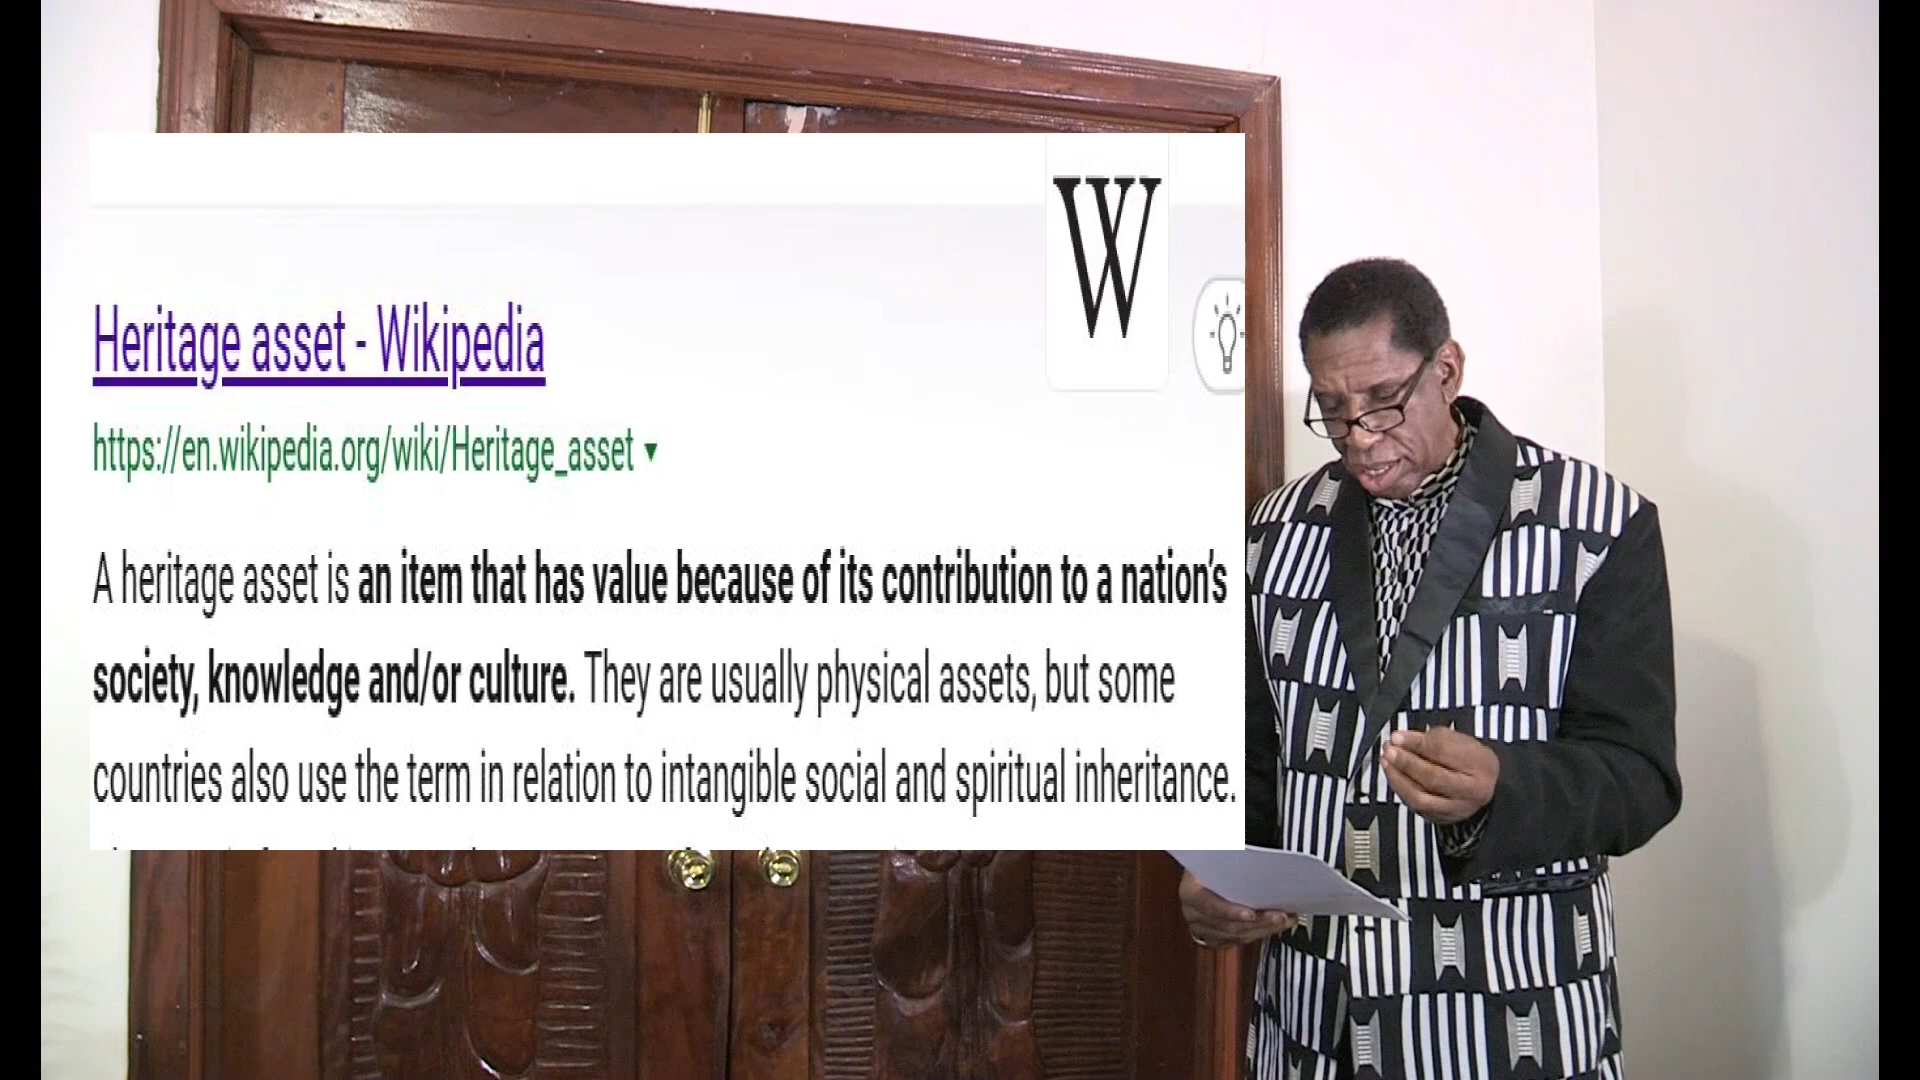 W
Heritage asset - Wikipedia
https://en.wikipedia.org/wiki/Heritage_asset ▾
A heritage asset is an item that has value because of its contribution to a nation's
society, knowledge and/or culture. They are usually physical assets, but some
countries also use the term in relation to intangible social and spiritual inheritance.